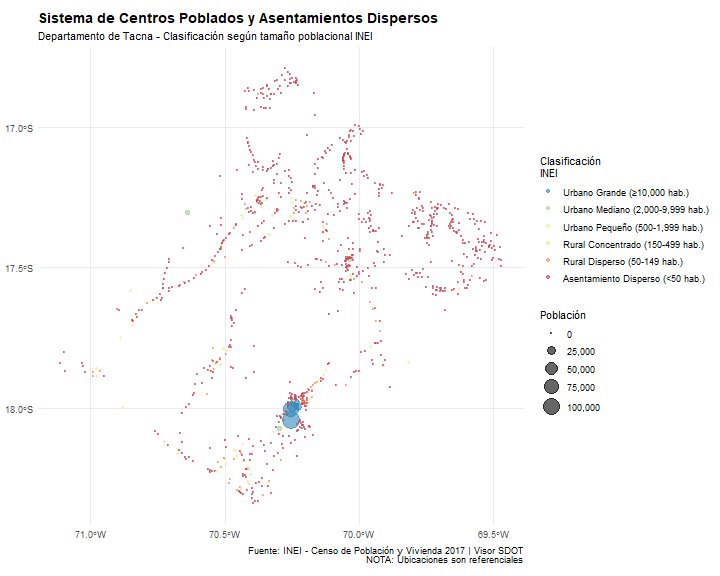 Sistema de Centros Poblados y Asentamientos Dispersos
Departamento de Tacna - Clasificación según tamaño poblacional INEI
17.0°S
17.5°S
18.0°S
71.0°W
70.5°W
70.0°W
69.5°W
Clasificación
INEI
Urbano Grande (≥10,000 hab.)
Urbano Mediano (2,000-9,999 hab.)
Urbano Pequeño (500-1,999 hab.)
Rural Concentrado (150-499 hab.)
Rural Disperso (50-149 hab.)
Asentamiento Disperso (<50 hab.)
Población
0
25,000
50,000
75,000
100,000
Fuente: INEI - Censo de Población y Vivienda 2017 | Visor SDOT
NOTA: Ubicaciones son referenciales